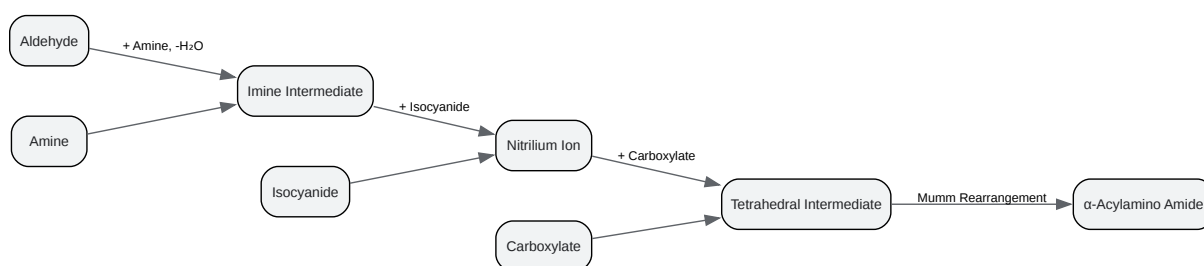 Aldehyde
+ Amine, -H₂O
Amine
Imine Intermediate
+ Isocyanide
Isocyanide
Nitrilium Ion
+ Carboxylate
Carboxylate
Tetrahedral Intermediate
Mumm Rearrangement
α-Acylamino Amide